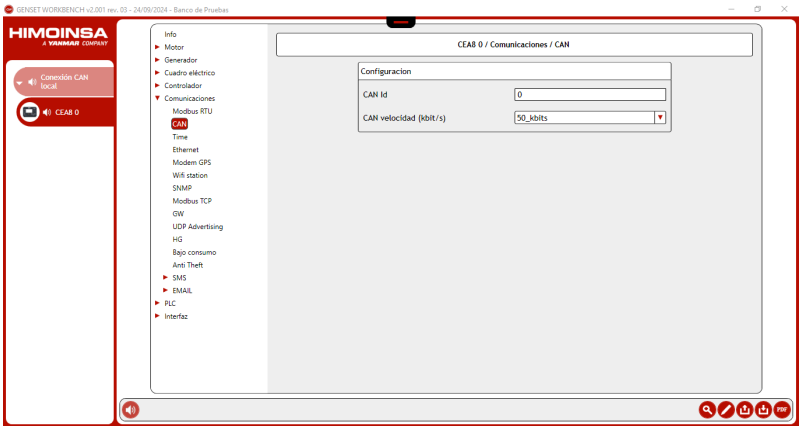 GENSET WORKBENCH v2.001 rev. 03 - 24/09/2024 - Banco de Pruebas
HIMOINSA
A YANMAR COMPANY
Conexión CAN
local
CEA8 0
Info
Motor
Generador
Cuadro eléctrico
Controlador
Comunicaciones
Modbus RTU
CAN
Time
Ethernet
Modem GPS
Wifi station
SNMP
Modbus TCP
GW
UDP Advertising
HG
Bajo consumo
Anti Theft
SMS
EMAIL
PLC
Interfaz
CEA8 0 / Comunicaciones / CAN
Configuracion
CAN Id
0
CAN velocidad (kbit/s)
50_kbits
PDF